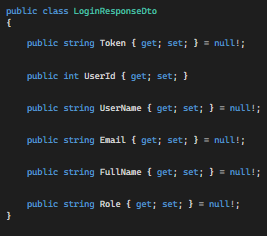 public class LoginResponseDto
{
public string Token { get; set; } = null!;
public int UserId { get; set; }
public string UserName { get; set; } = null!;
public string Email { get; set; } = null!;
public string FullName { get; set; } = null!;
public string Role { get; set; } = null!;
}